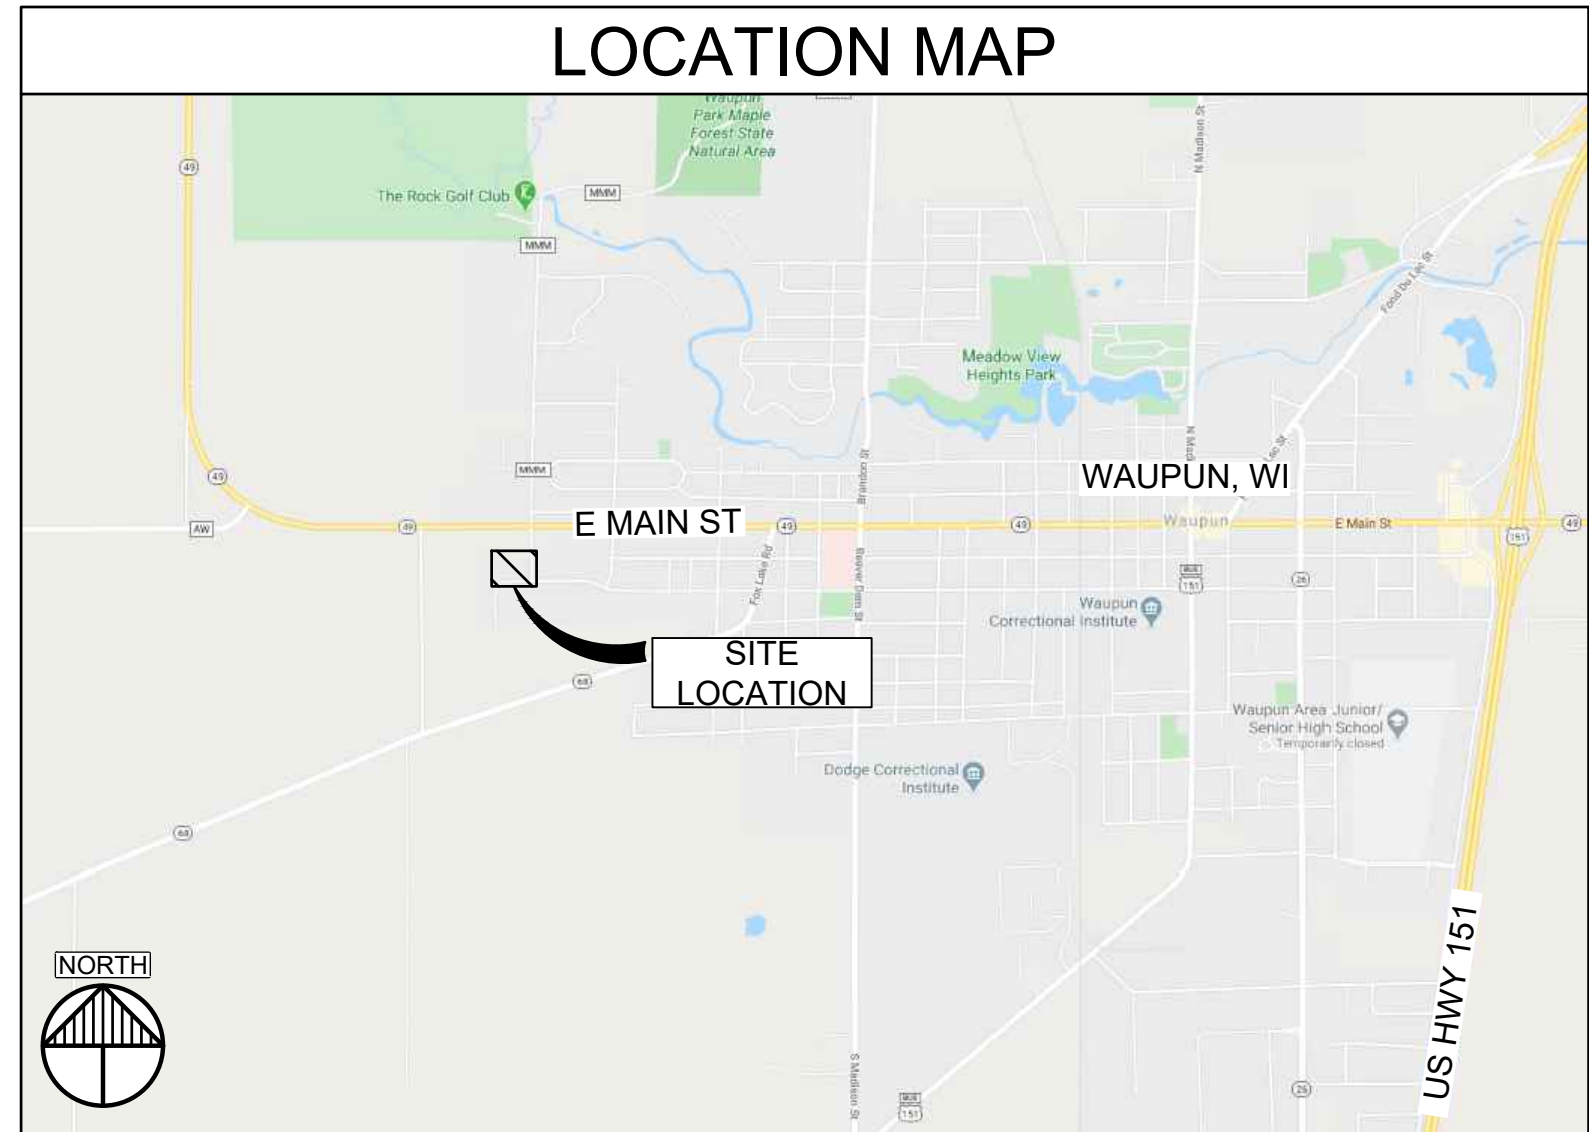 LOCATION MAP
Waupun
Park Maple
Forest State
Natural Area
49
The Rock Golf Club
MMM
MMM
N Madison St
Fond Du Lac St
Meadow View
Heights Park
MMM
49
N Madi
Lac St
WAUPUN, WI
AW
49
E MAIN ST
49
49
Waupun
E Main St
151
49
Fox Lake Rd
Beaver Dam St
BUS
151
26
Waupun
Correctional Institute
SITE
LOCATION
68
Waupun Area Junior/
Senior High School
Temporarily closed
Dodge Correctional
Institute
68
US HWY 151
NORTH
S Madison St
BUS
151
26